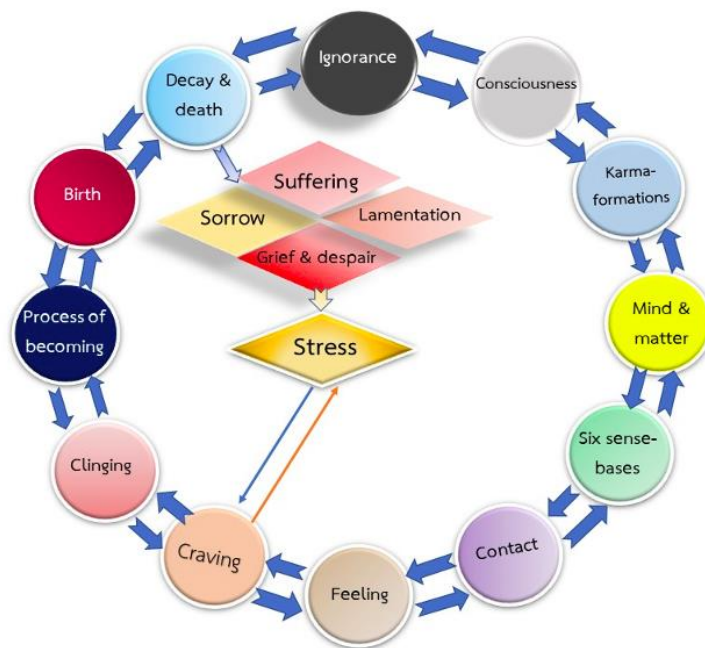 Ignorance
Consciousness
Karma-
formations
Mind &
matter
Six sense-
bases
Contact
Feeling
Craving
Clinging
Process of
becoming
Birth
Decay &
death
Suffering
Sorrow
Lamentation
Grief & despair
Stress